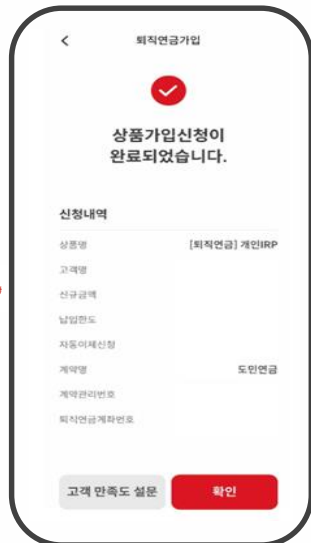 퇴직연금가입
상품가입신청이
완료되었습니다.
신청내역
상품명 [퇴직연금] 개인IRP
고객명
신규금액
납입한도
자동이체신청
계약명 도민연금
계약관리번호
퇴직연금계좌번호
고객 만족도 설문 확인